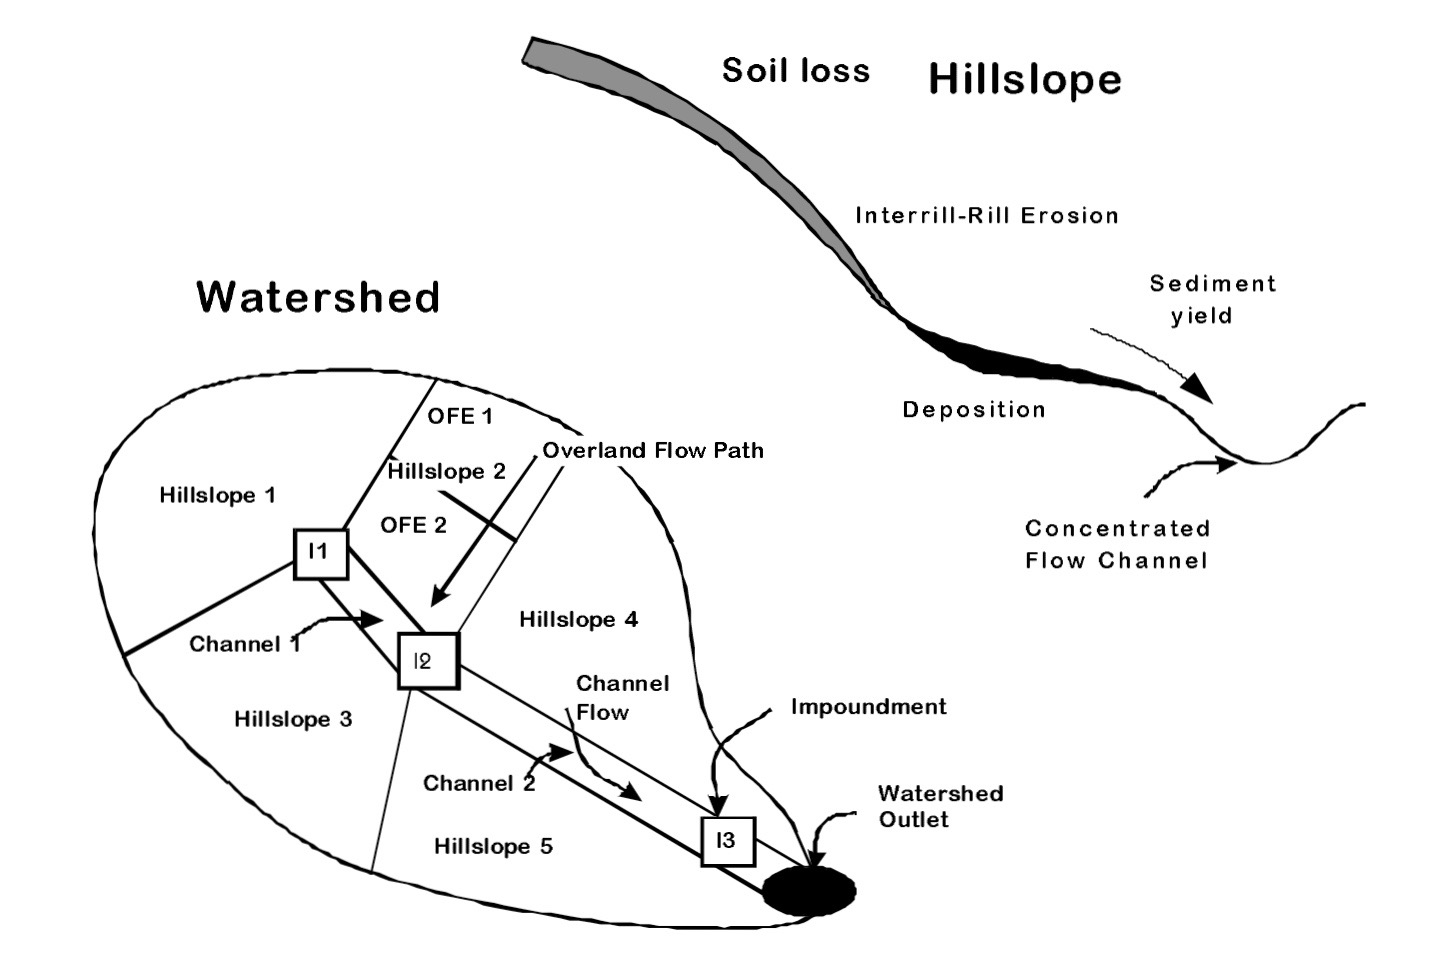 Soil loss
Hillslope
Interrill-Rill Erosion
Sediment
yield
Deposition
Concentrated
Flow Channel
Watershed
OFE 1
Overland Flow Path
Hillslope 2
Hillslope 1
OFE 2
I1
Hillslope 4
Channel 1
I2
Channel
Flow
Hillslope 3
Impoundment
Channel 2
Watershed
Outlet
I3
Hillslope 5